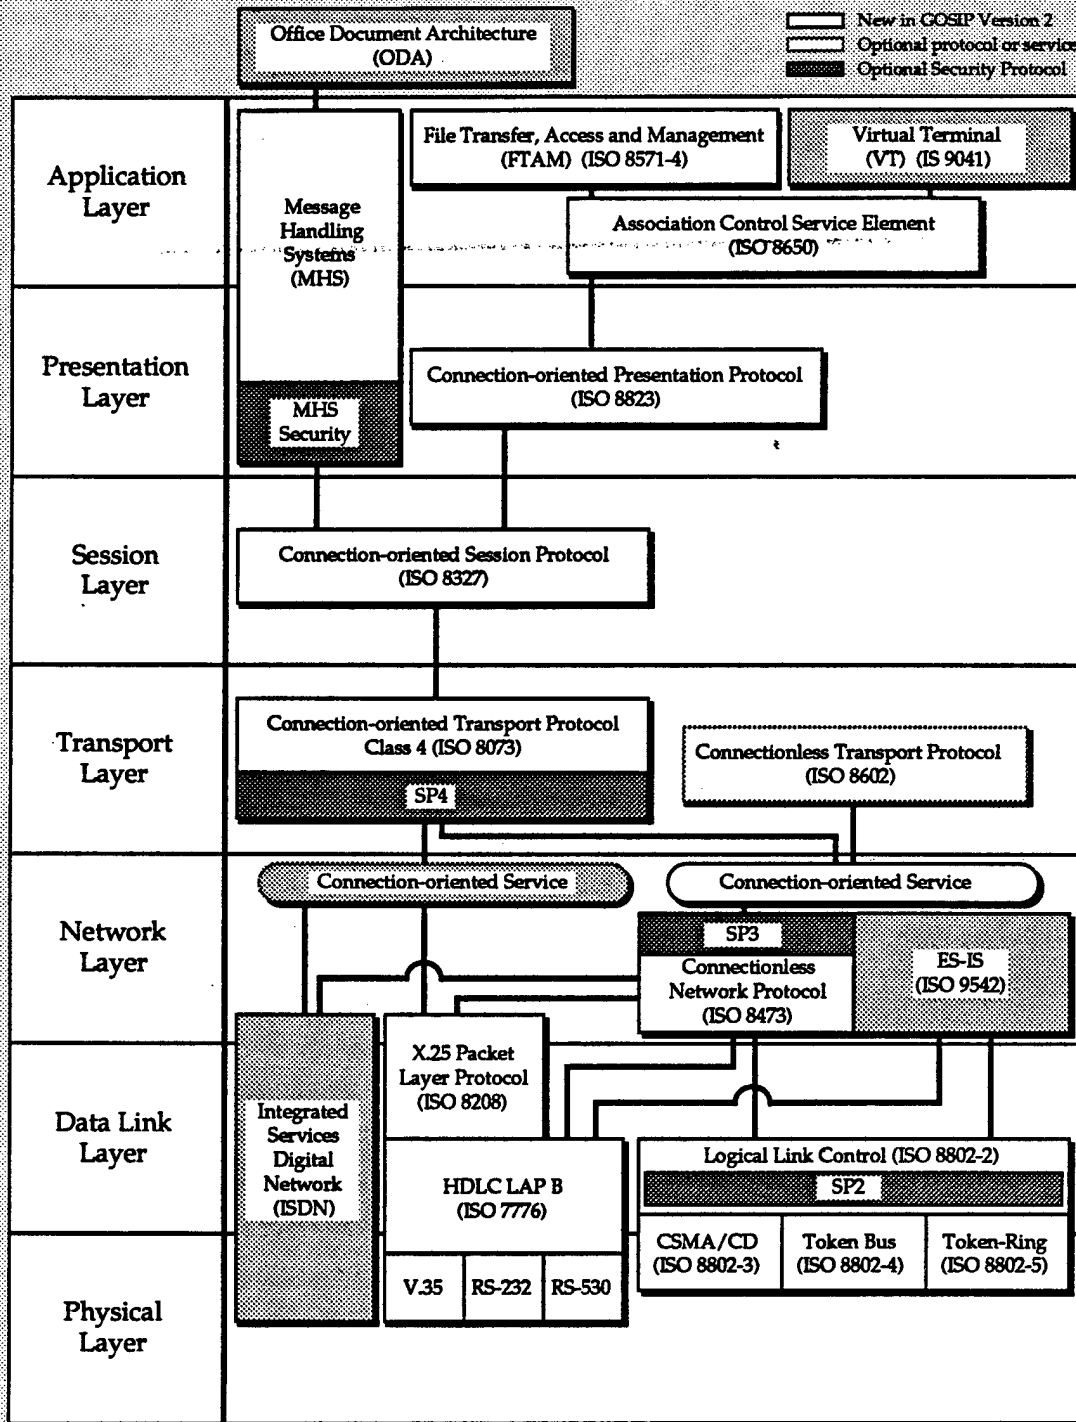 Office Document Architecture
(ODA)
New in GOSIP Version 2
Optional protocol or service
Optional Security Protocol
Application
Layer
Message
Handling
Systems
(MHS)
File Transfer, Access and Management
(FTAM) (ISO 8571-4)
Virtual Terminal
(VT) (IS 9041)
Association Control Service Element
(ISO 8650)
Presentation
Layer
MHS
Security
Connection-oriented Presentation Protocol
(ISO 8823)
Session
Layer
Connection-oriented Session Protocol
(ISO 8327)
Transport
Layer
Connection-oriented Transport Protocol
Class 4 (ISO 8073)
SP4
Connectionless Transport Protocol
(ISO 8602)
Network
Layer
Connection-oriented Service
Connection-oriented Service
SP3
Connectionless
Network Protocol
(ISO 8473)
ES-IS
(ISO 9542)
Data Link
Layer
Integrated
Services
Digital
Network
(ISDN)
X.25 Packet
Layer Protocol
(ISO 8208)
HDLC LAP B
(ISO 7776)
Logical Link Control (ISO 8802-2)
SP2
CSMA/CD
(ISO 8802-3)
Token Bus
(ISO 8802-4)
Token-Ring
(ISO 8802-5)
Physical
Layer
V.35
RS-232
RS-530